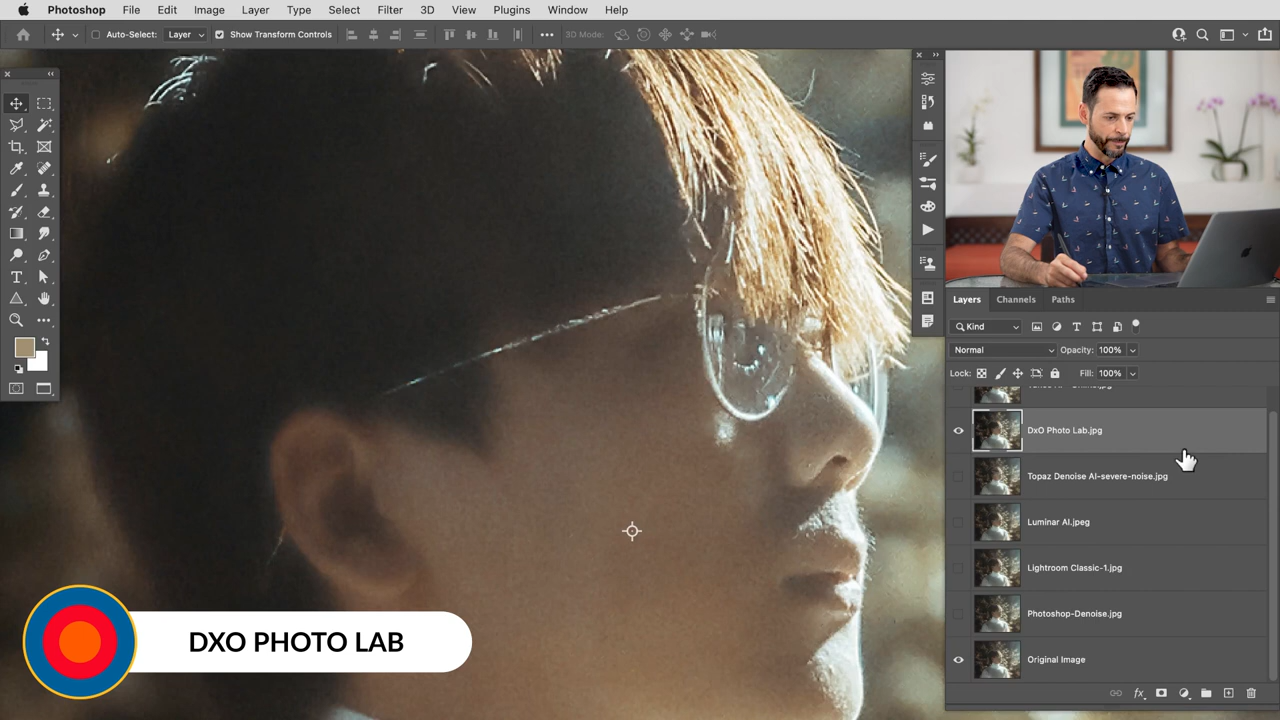 Photoshop File Edit Image Layer Type Select Filter 3D View Plugins Window Help
Auto-Select: Layer Show Transform Controls 3D Mode:
Layers Channels Paths
Kind
Normal Opacity: 100%
Lock: Fill: 100%
DxO Photo Lab.jpg
Topaz Denoise AI-severe-noise.jpg
Luminar AI.jpeg
Lightroom Classic-1.jpg
Photoshop-Denoise.jpg
Original Image
fx
DXO PHOTO LAB